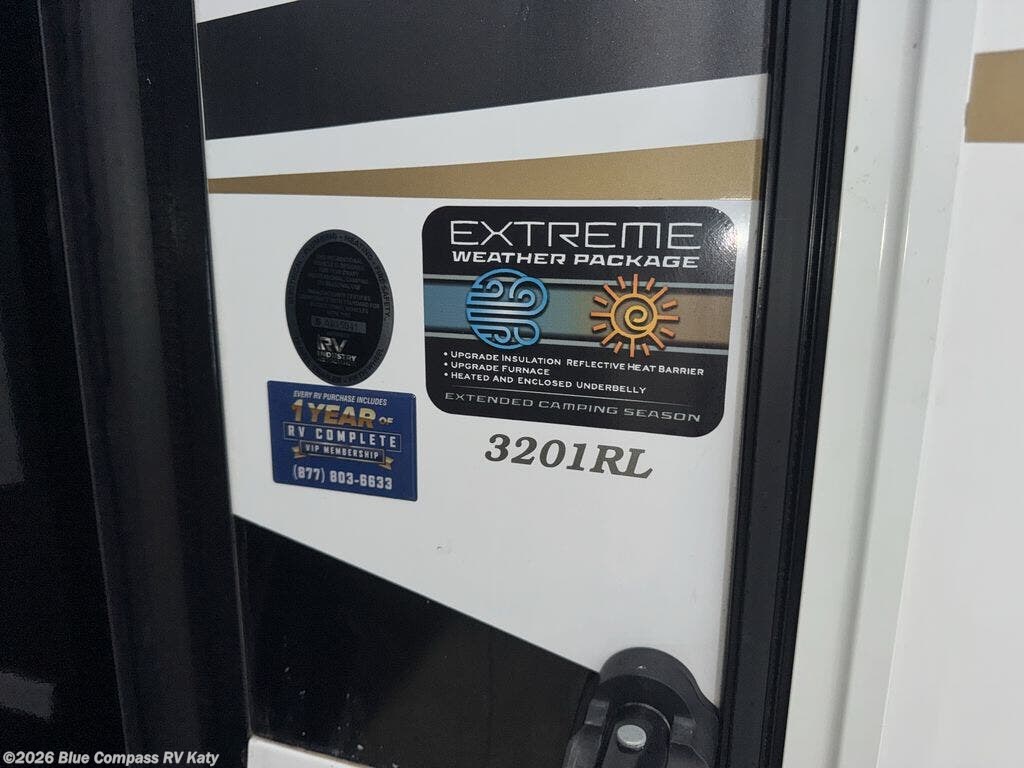 EXTREME
WEATHER PACKAGE
• UPGRADE INSULATION REFLECTIVE HEAT BARRIER
• UPGRADE FURNACE
• HEATED AND ENCLOSED UNDERBELLY
EXTENDED CAMPING SEASON
3201RL
RV
INDUSTRY
EVERY RV PURCHASE INCLUDES
1 YEAR OF
RV COMPLETE
VIP MEMBERSHIP
(877) 803-6633
©2026 Blue Compass RV Katy